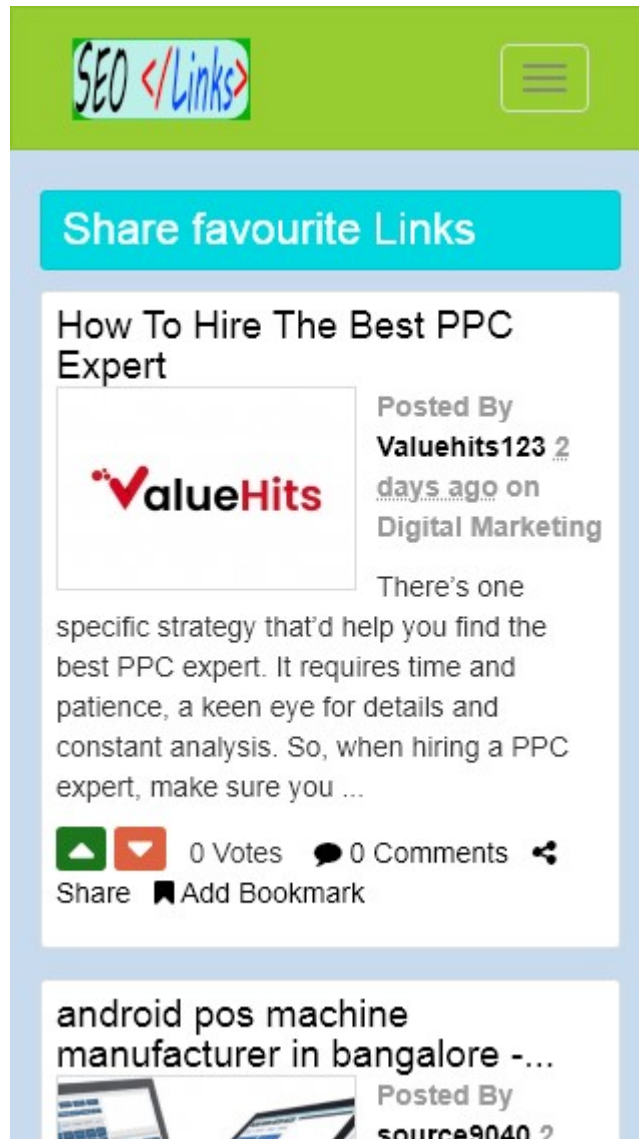 SEO </Links>
Share favourite Links
How To Hire The Best PPC
Expert
ValueHits
Posted By
Valuehits123 2
days ago on
Digital Marketing
There’s one
specific strategy that’d help you find the
best PPC expert. It requires time and
patience, a keen eye for details and
constant analysis. So, when hiring a PPC
expert, make sure you ...
0 Votes 0 Comments
Share Add Bookmark
android pos machine
manufacturer in bangalore -...
Posted By
source9040 2